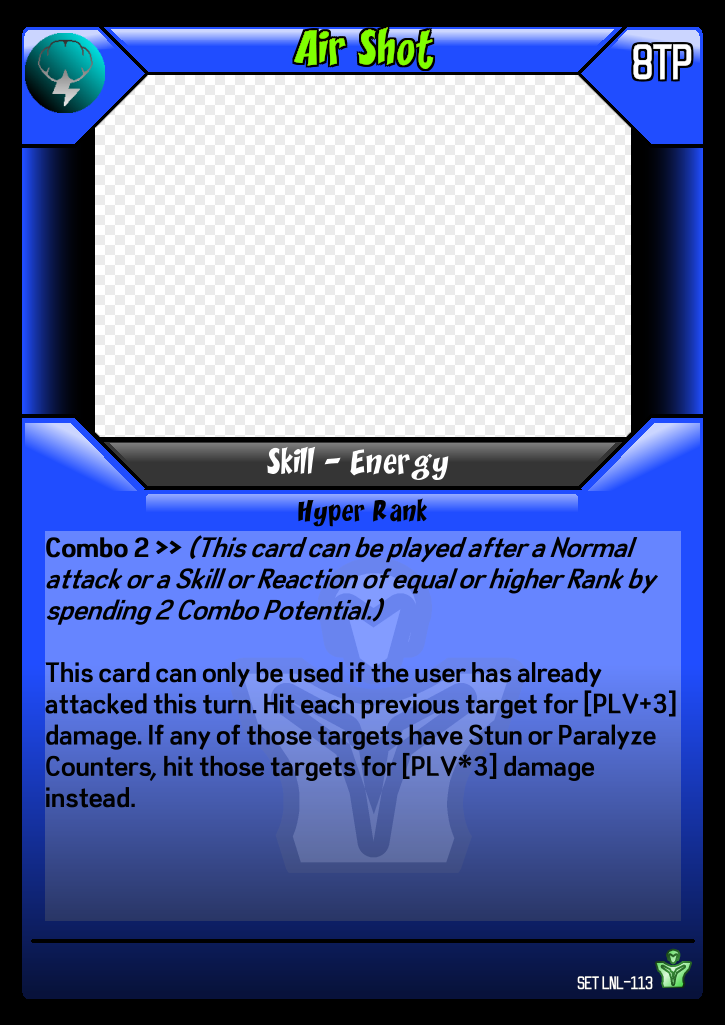 Air Shot
8TP
Skill - Energy
Hyper Rank
Combo 2 >> (This card can be played after a Normal
attack or a Skill or Reaction of equal or higher Rank by
spending 2 Combo Potential.)
This card can only be used if the user has already
attacked this turn. Hit each previous target for [PLV+3]
damage. If any of those targets have Stun or Paralyze
Counters, hit those targets for [PLV*3] damage
instead.
SET LNL-113